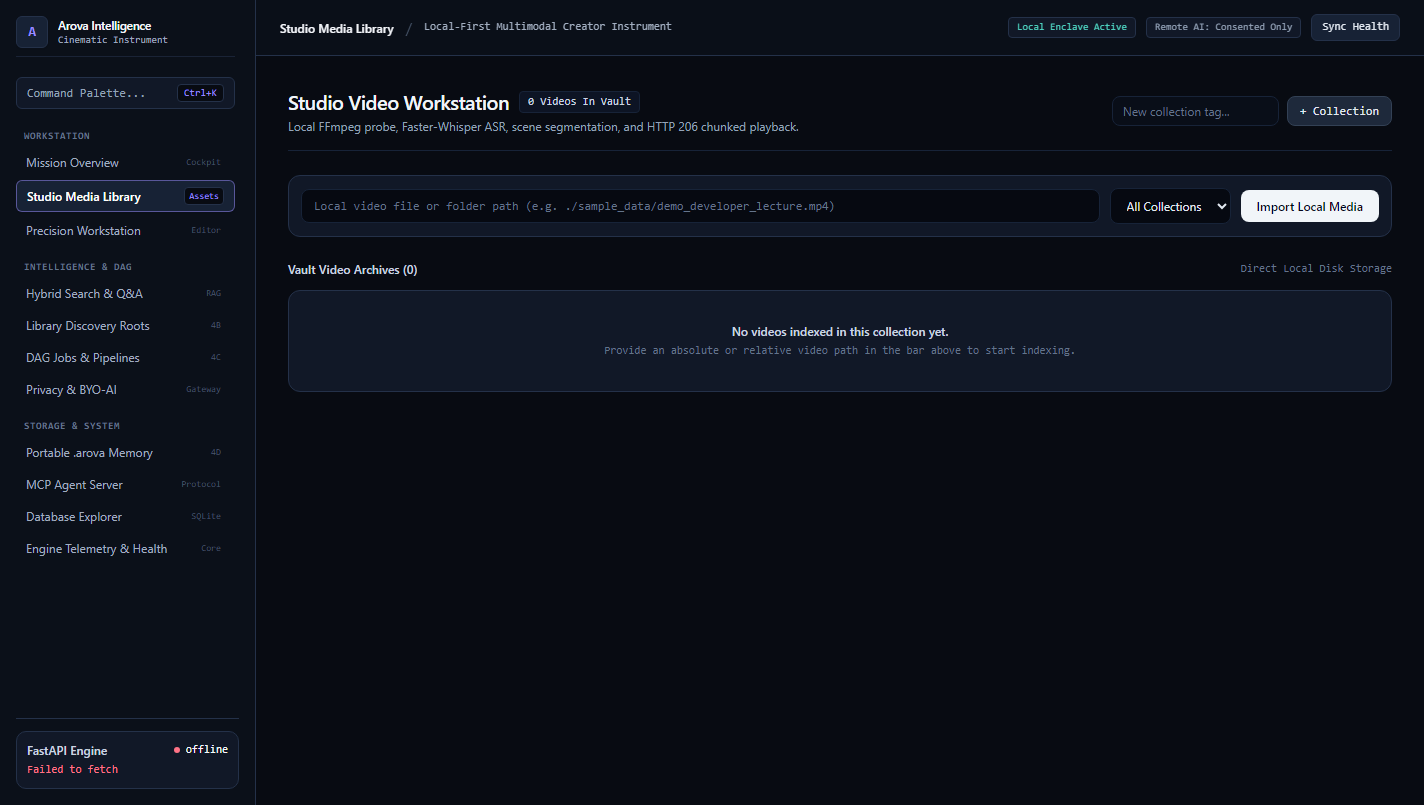 A
Arova Intelligence
Cinematic Instrument
Command Palette... Ctrl+K
WORKSTATION
Mission Overview Cockpit
Studio Media Library Assets
Precision Workstation Editor
INTELLIGENCE & DAG
Hybrid Search & Q&A RAG
Library Discovery Roots 4B
DAG Jobs & Pipelines 4C
Privacy & BYO-AI Gateway
STORAGE & SYSTEM
Portable .arova Memory 4D
MCP Agent Server Protocol
Database Explorer SQLite
Engine Telemetry & Health Core
FastAPI Engine offline
Failed to fetch
Studio Media Library / Local-First Multimodal Creator Instrument
Local Enclave Active
Remote AI: Consented Only
Sync Health
Studio Video Workstation 0 Videos In Vault
Local FFmpeg probe, Faster-Whisper ASR, scene segmentation, and HTTP 206 chunked playback.
New collection tag...
+ Collection
Local video file or folder path (e.g. ./sample_data/demo_developer_lecture.mp4)
All Collections
Import Local Media
Vault Video Archives (0)
Direct Local Disk Storage
No videos indexed in this collection yet.
Provide an absolute or relative video path in the bar above to start indexing.